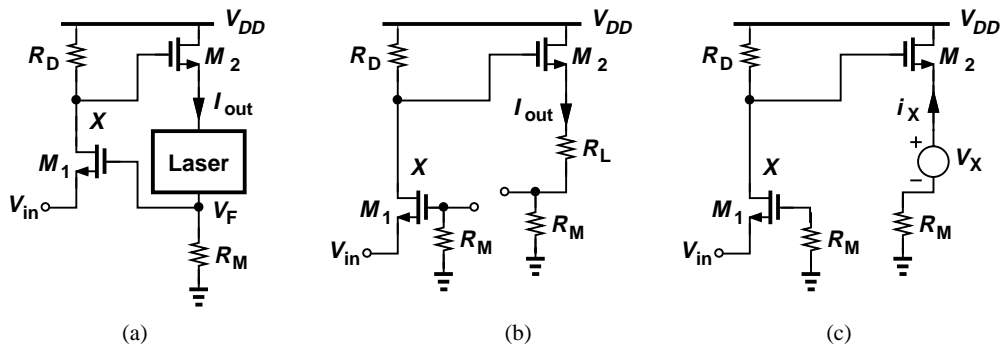 V_DD
R_D
M_2
I_out
X
M_1
Laser
V_in
V_F
R_M
(a)
V_DD
R_D
M_2
I_out
R_L
X
M_1
R_M
R_M
V_in
(b)
V_DD
R_D
M_2
i_X
+
V_X
−
X
M_1
R_M
R_M
V_in
(c)